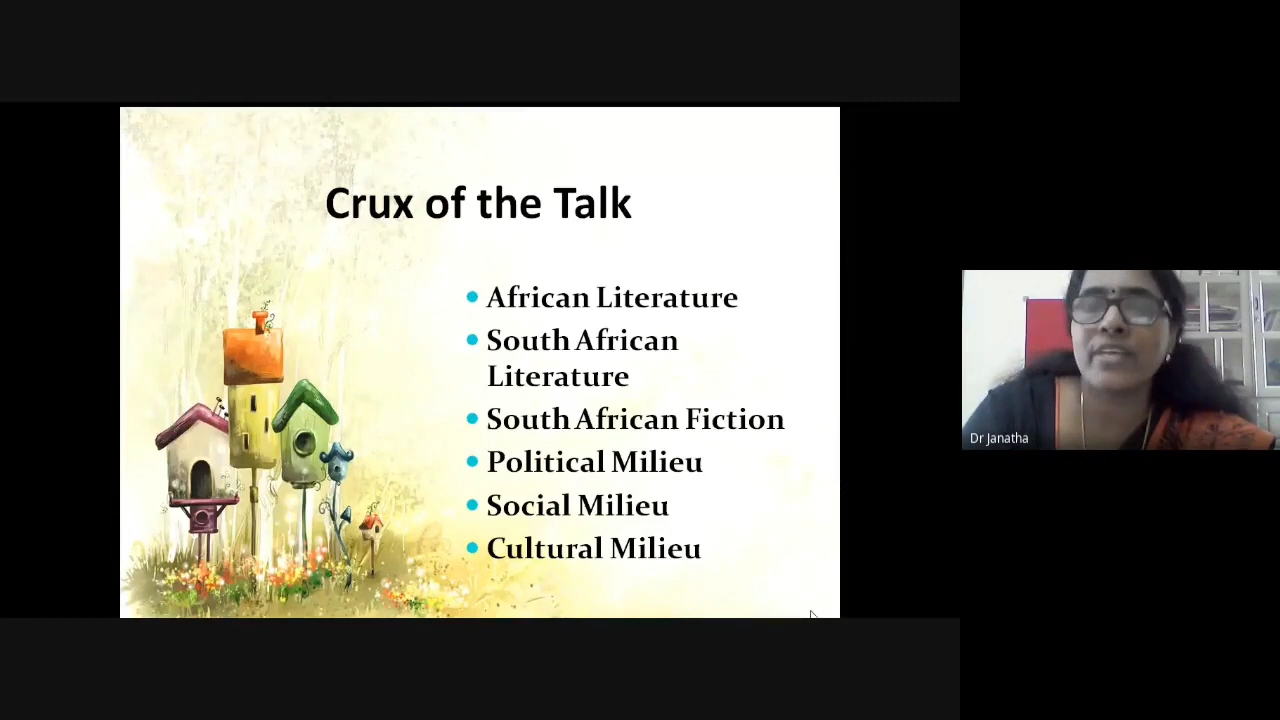 Crux of the Talk
African Literature
South African
Literature
South African Fiction
Political Milieu
Social Milieu
Cultural Milieu
Dr Janatha